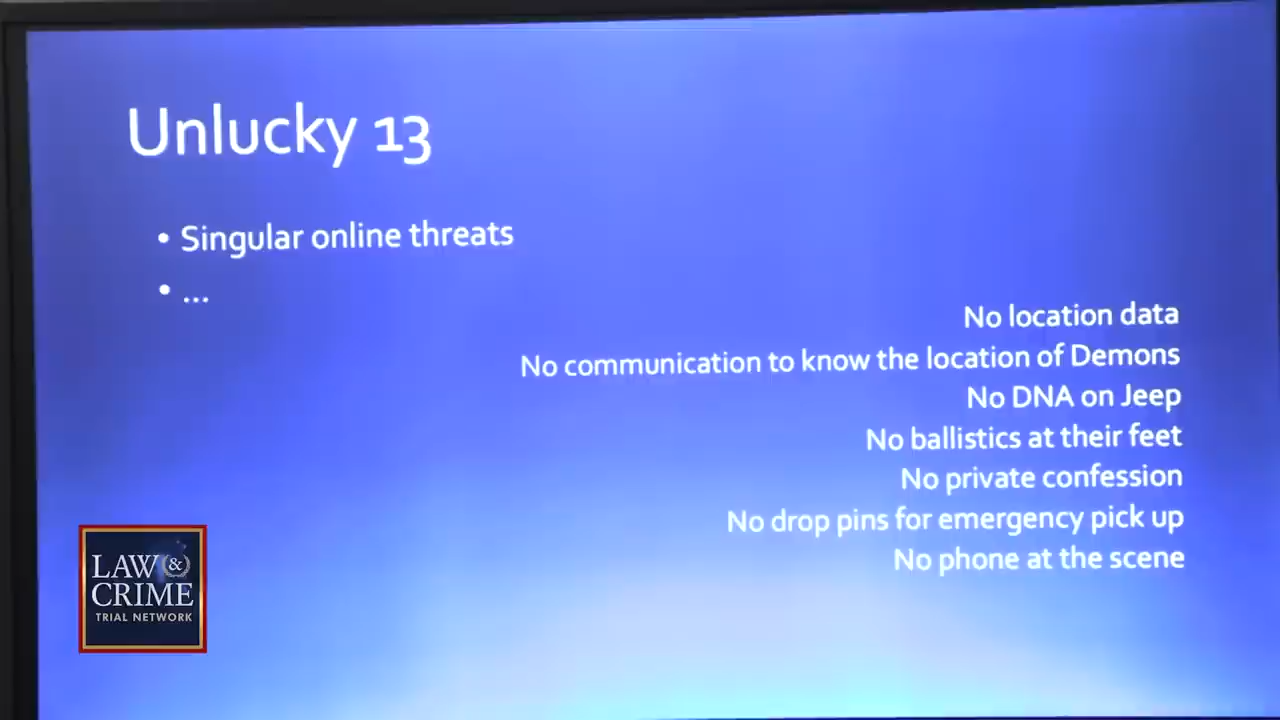 Unlucky 13
• Singular online threats
• ...
No location data
No communication to know the location of Demons
No DNA on Jeep
No ballistics at their feet
No private confession
No drop pins for emergency pick up
No phone at the scene
LAW &
CRIME
TRIAL NETWORK